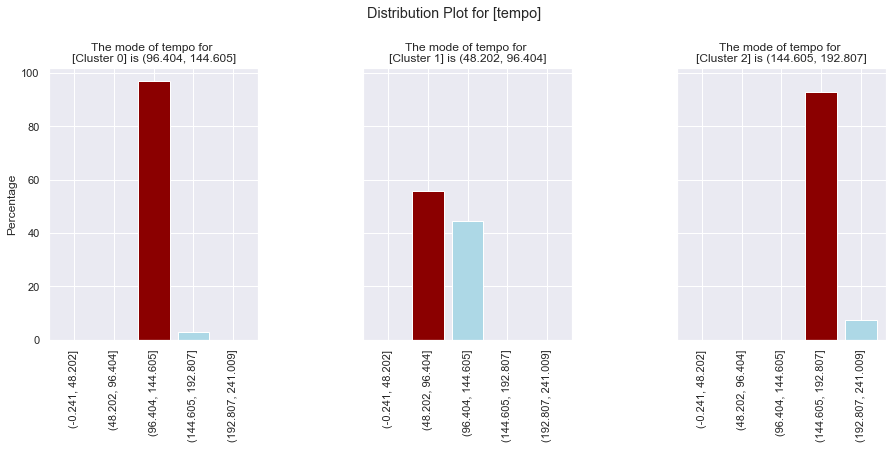 Distribution Plot for [tempo]
The mode of tempo for
[Cluster 0] is (96.404, 144.605]
The mode of tempo for
[Cluster 1] is (48.202, 96.404]
The mode of tempo for
[Cluster 2] is (144.605, 192.807]
100
80
60
40
20
0
Percentage
(-0.241, 48.202]
(48.202, 96.404]
(96.404, 144.605]
(144.605, 192.807]
(192.807, 241.009]
(-0.241, 48.202]
(48.202, 96.404]
(96.404, 144.605]
(144.605, 192.807]
(192.807, 241.009]
(-0.241, 48.202]
(48.202, 96.404]
(96.404, 144.605]
(144.605, 192.807]
(192.807, 241.009]